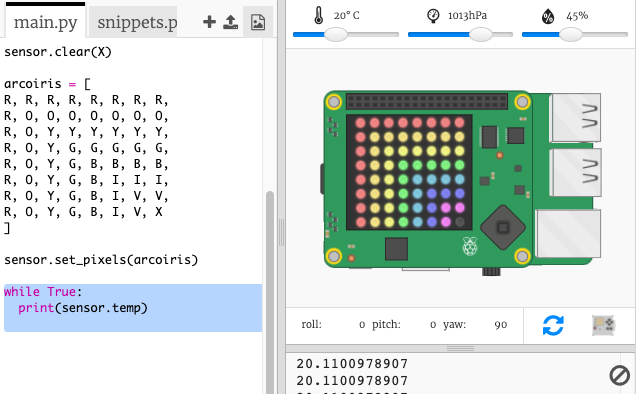 main.py snippets.p
20° C 1013hPa 45%
sensor.clear(X)
arcoiris = [
R, R, R, R, R, R, R, R,
R, O, O, O, O, O, O, O,
R, O, Y, Y, Y, Y, Y, Y,
R, O, Y, G, G, G, G, G,
R, O, Y, G, B, B, B, B,
R, O, Y, G, B, I, I, I,
R, O, Y, G, B, I, V, V,
R, O, Y, G, B, I, V, X
]
sensor.set_pixels(arcoiris)
while True:
print(sensor.temp)
roll: 0 pitch: 0 yaw: 90
20.1100978907
20.1100978907